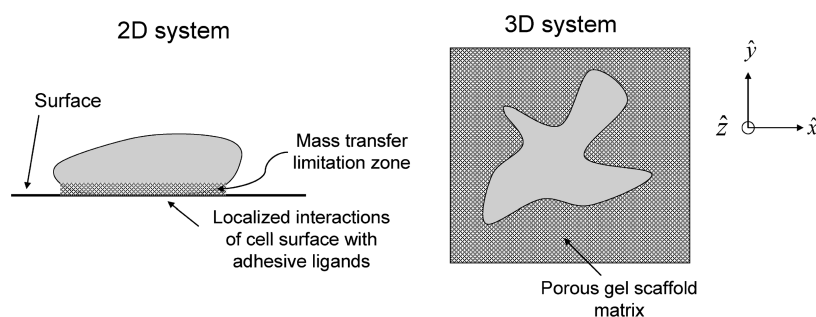 2D system
Surface
Mass transfer
limitation zone
Localized interactions
of cell surface with
adhesive ligands
3D system
Porous gel scaffold
matrix
ŷ
ẑ
x̂